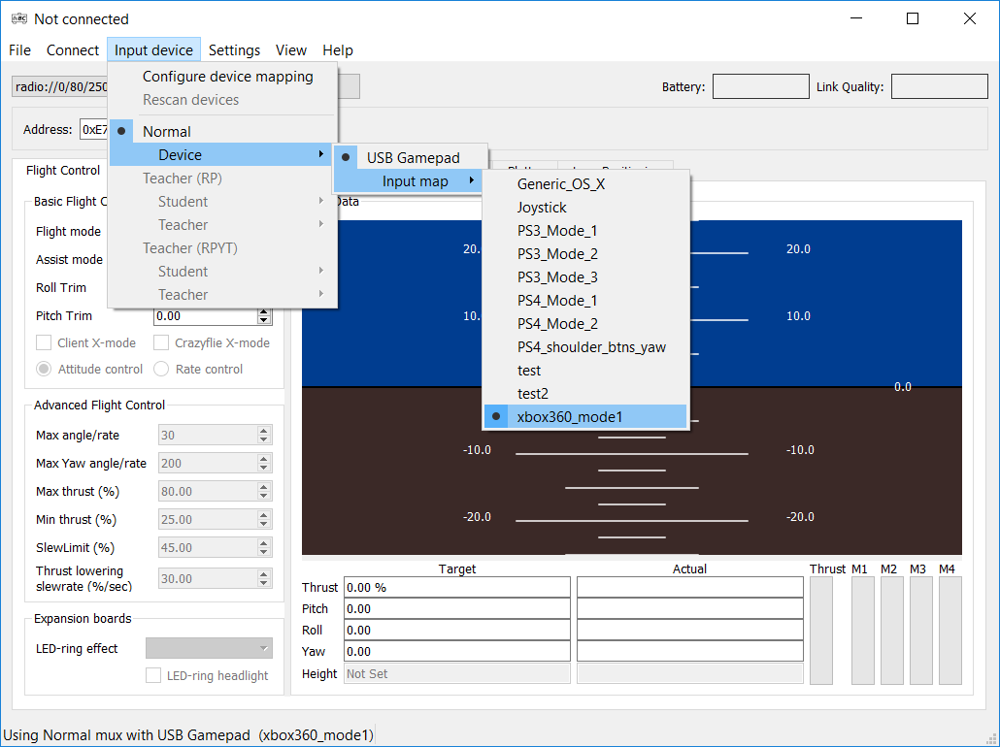 Not connected
File Connect Input device Settings View Help
radio://0/80/250
Battery: Link Quality:
Address: 0xE7
Configure device mapping
Rescan devices
Normal
Device
Teacher (RP)
Student
Teacher
Teacher (RPYT)
Student
Teacher
USB Gamepad
Input map
Generic_OS_X
Joystick
PS3_Mode_1
PS3_Mode_2
PS3_Mode_3
PS4_Mode_1
PS4_Mode_2
PS4_shoulder_btns_yaw
test
test2
xbox360_mode1
Flight Control
Basic Flight C
Flight mode
Assist mode
Roll Trim
Pitch Trim 0.00
Client X-mode Crazyflie X-mode
Attitude control Rate control
Advanced Flight Control
Max angle/rate 30
Max Yaw angle/rate 200
Max thrust (%) 80.00
Min thrust (%) 25.00
SlewLimit (%) 45.00
Thrust lowering
slewrate (%/sec) 30.00
Expansion boards
LED-ring effect
LED-ring headlight
Data
20. 20.0
10. 10.0
0.0
-10.0 -10.0
-20.0 -20.0
Target Actual Thrust M1 M2 M3 M4
Thrust 0.00 %
Pitch 0.00
Roll 0.00
Yaw 0.00
Height Not Set
Using Normal mux with USB Gamepad (xbox360_mode1)